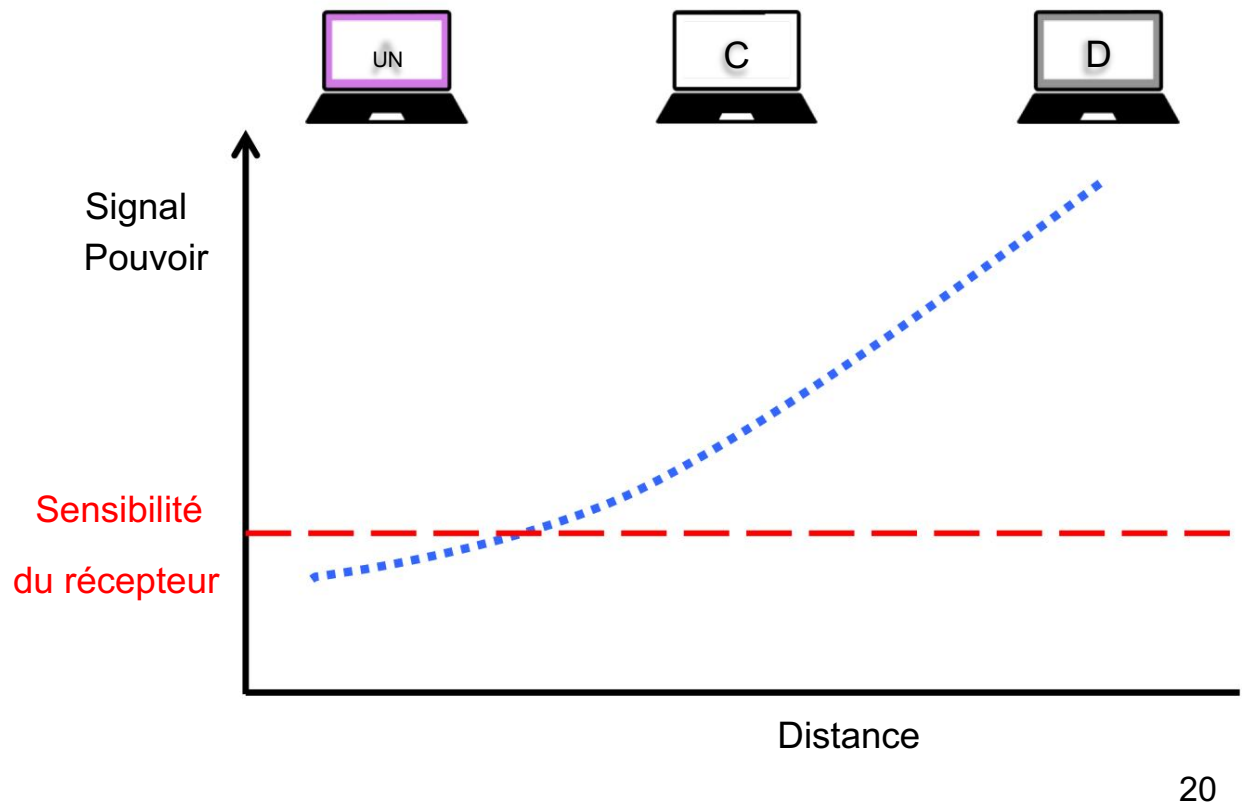 UN
C
D
Signal
Pouvoir
Sensibilité
du récepteur
Distance
20